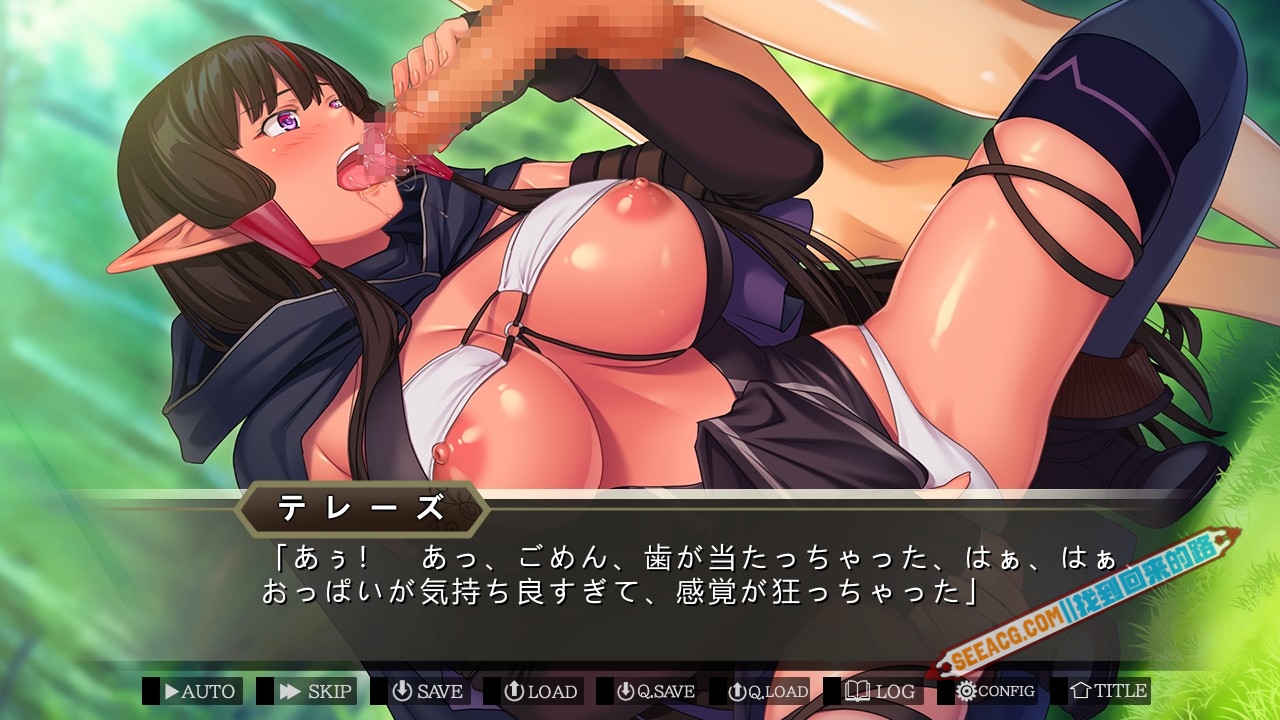 テレーズ
「あぅ!　あっ、ごめん、歯が当たっちゃった、はぁ、はぁ、
おっぱいが気持ち良すぎて、感覚が狂っちゃった」
SEEACG.COM||找到回来的路
AUTO SKIP SAVE LOAD Q.SAVE Q.LOAD LOG CONFIG TITLE